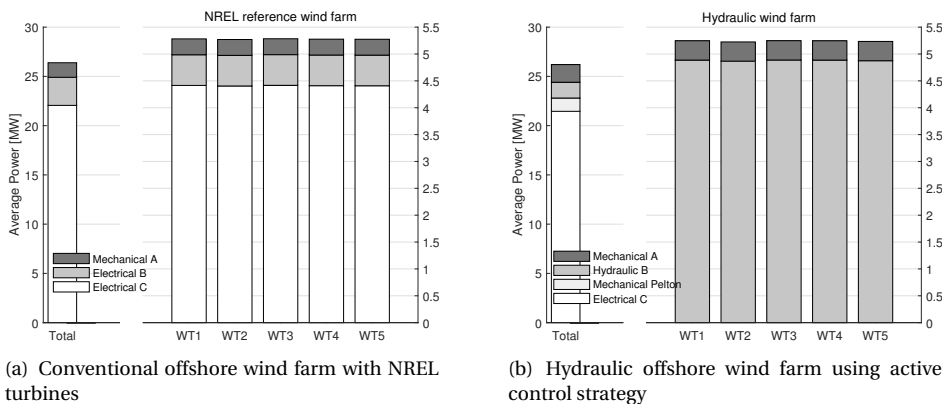 NREL reference wind farm
30
25
20
15
10
5
0
Average Power [MW]
5.5
5
4.5
4
3.5
3
2.5
2
1.5
1
0.5
0
Mechanical A
Electrical B
Electrical C
Total WT1 WT2 WT3 WT4 WT5
(a) Conventional offshore wind farm with NREL
turbines
Hydraulic wind farm
30
25
20
15
10
5
0
Average Power [MW]
5.5
5
4.5
4
3.5
3
2.5
2
1.5
1
0.5
0
Mechanical A
Hydraulic B
Mechanical Pelton
Electrical C
Total WT1 WT2 WT3 WT4 WT5
(b) Hydraulic offshore wind farm using active
control strategy